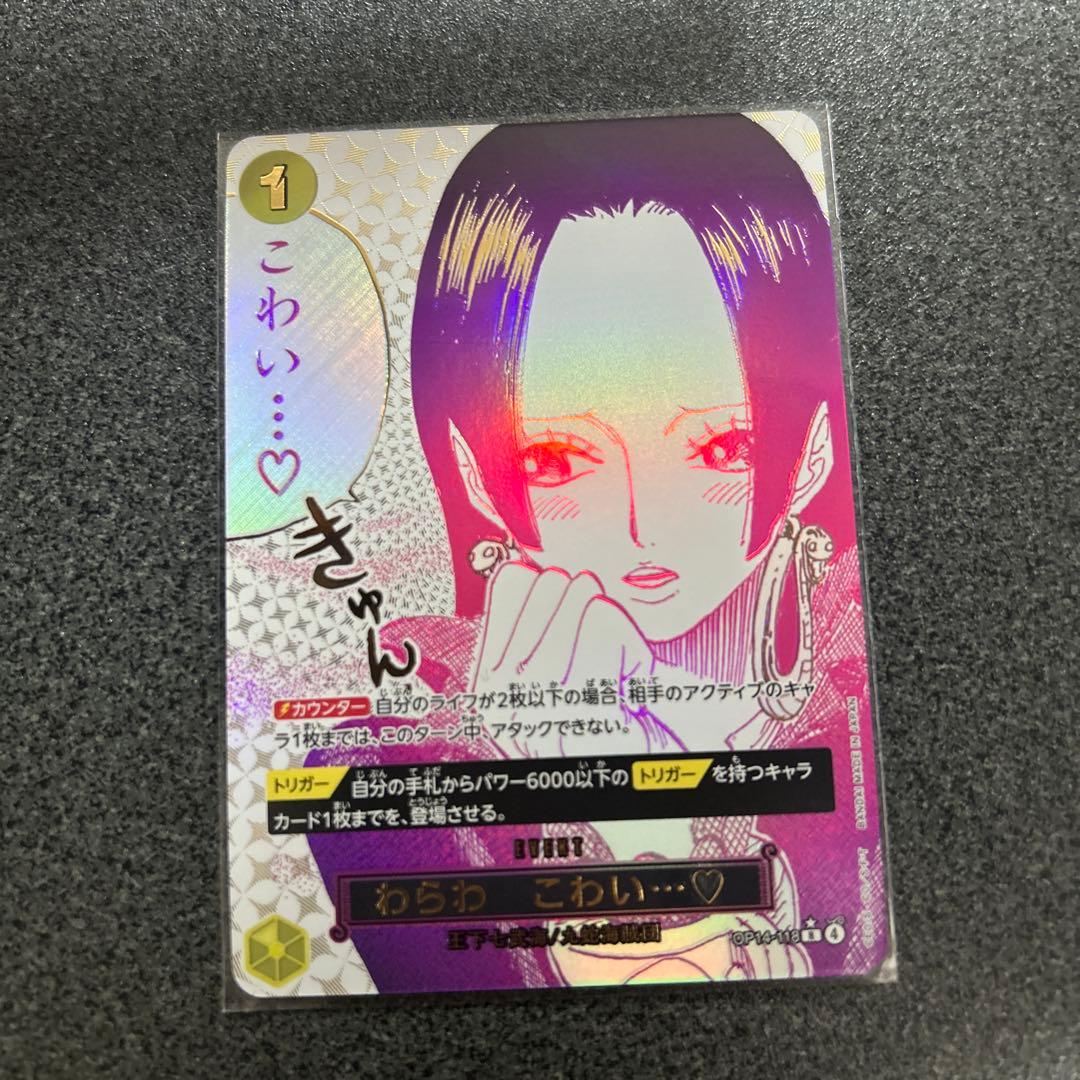 1
こわい…♡
きゅん
カウンター 自分のライフが2枚以下の場合、相手のアクティブのキャ
ラ1枚までは、このターン中、アタックできない。
トリガー 自分の手札からパワー6000以下の トリガー を持つキャラ
カード1枚までを、登場させる。
EVENT
わらわ こわい…♡
王下七武海/九蛇海賊団
OP14-118 R 4
BANDAI MADE IN JAPAN